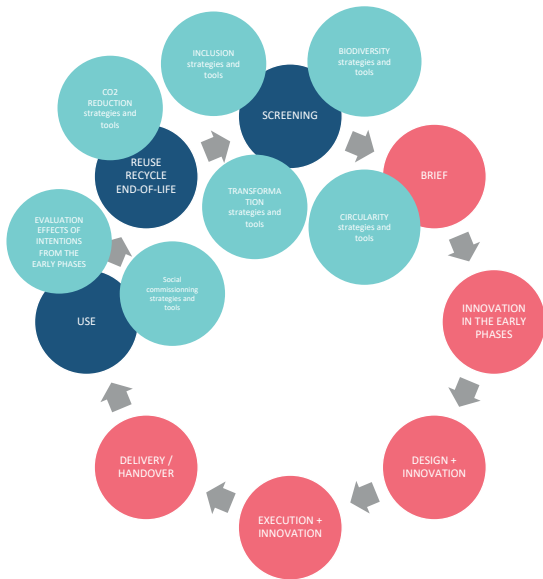 INCLUSION
strategies and
tools
BIODIVERSITY
strategies and
tools
CO2
REDUCTION
strategies and
tools
SCREENING
REUSE
RECYCLE
END-OF-LIFE
BRIEF
TRANSFORMA
TION
strategies and
tools
CIRCULARITY
strategies and
tools
EVALUATION
EFFECTS OF
INTENTIONS
FROM THE
EARLY PHASES
Social
commissionning
strategies and
tools
USE
INNOVATION
IN THE EARLY
PHASES
DELIVERY /
HANDOVER
DESIGN +
INNOVATION
EXECUTION +
INNOVATION